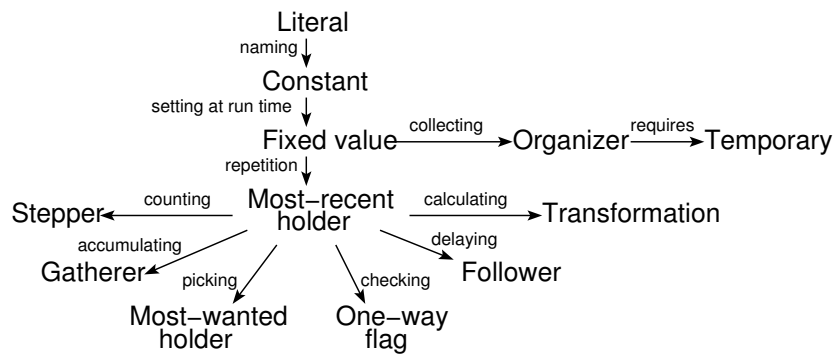 Literal
naming
Constant
setting at run time
Fixed value collecting Organizer requires Temporary
repetition
Stepper counting Most–recent holder calculating Transformation
accumulating delaying
Gatherer picking checking Follower
Most–wanted holder One–way flag